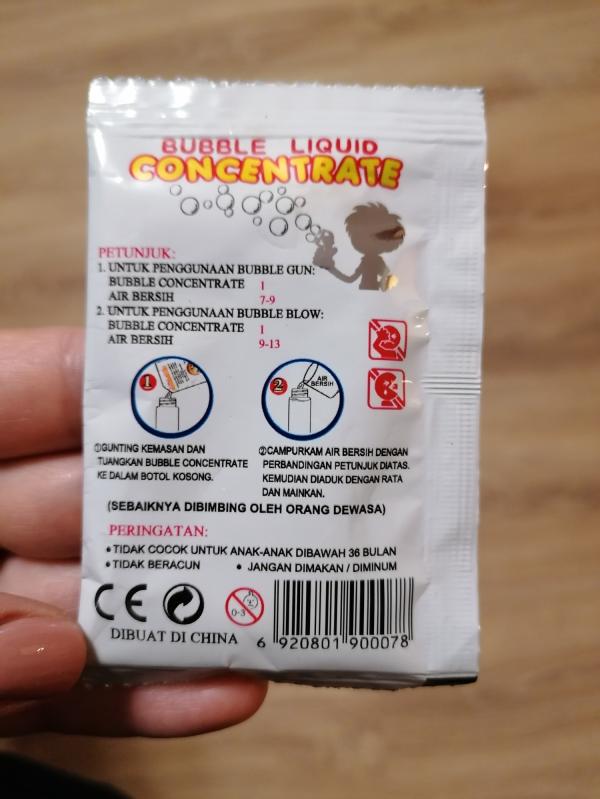 BUBBLE LIQUID
CONCENTRATE
PETUNJUK:
1. UNTUK PENGGUNAAN BUBBLE GUN:
BUBBLE CONCENTRATE 1
AIR BERSIH 7-9
2. UNTUK PENGGUNAAN BUBBLE BLOW:
BUBBLE CONCENTRATE 1
AIR BERSIH 9-13
1
2
AIR
BERSIH
①GUNTING KEMASAN DAN
TUANGKAN BUBBLE CONCENTRATE
KE DALAM BOTOL KOSONG.
②CAMPURKAM AIR BERSIH DENGAN
PERBANDINGAN PETUNJUK DIATAS.
KEMUDIAN DIADUK DENGAN RATA
DAN MAINKAN.
(SEBAIKNYA DIBIMBING OLEH ORANG DEWASA)
PERINGATAN:
• TIDAK COCOK UNTUK ANAK-ANAK DIBAWAH 36 BULAN
• TIDAK BERACUN • JANGAN DIMAKAN / DIMINUM
CE
0-3
DIBUAT DI CHINA
6 920801 900078